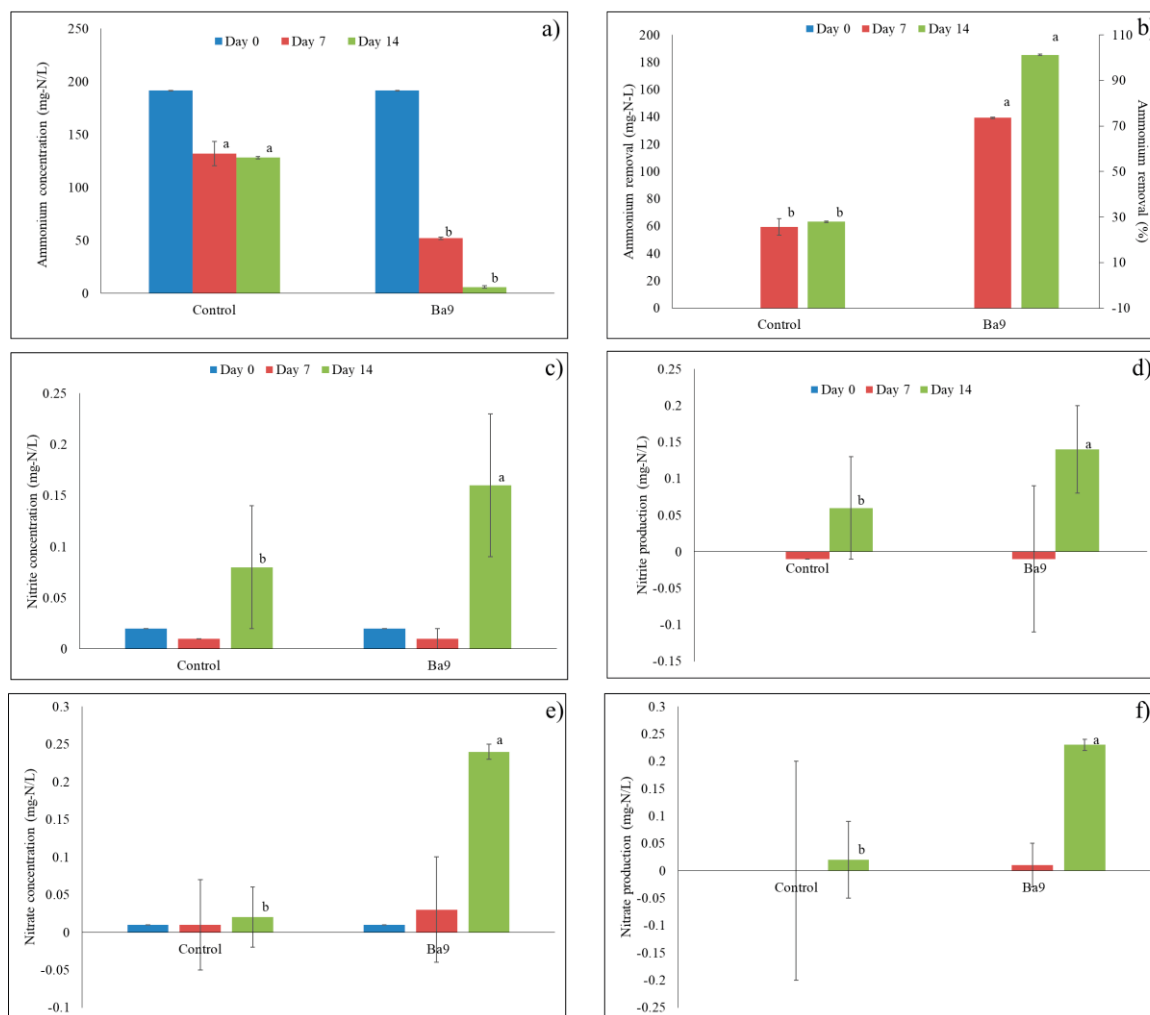 a)
Day 0 Day 7 Day 14
Ammonium concentration (mg-N/L)
250
200
150
100
50
0
a a
b
b
Control Ba9
b)
Day 0 Day 7 Day 14
Ammonium removal (mg-N-L)
200
180
160
140
120
100
80
60
40
20
0
b b
a
a
Control Ba9
110
90
70
50
30
10
-10
Ammonium
removal (%)
c)
Day 0 Day 7 Day 14
Nitrite concentration (mg-N/L)
0.25
0.2
0.15
0.1
0.05
0
b
a
Control Ba9
d)
Day 0 Day 7 Day 14
Nitrite production (mg-N/L)
0.25
0.2
0.15
0.1
0.05
0
-0.05
-0.1
-0.15
b
a
Control Ba9
e)
Nitrate concentration (mg-N/L)
0.3
0.25
0.2
0.15
0.1
0.05
0
-0.05
-0.1
b
a
Control Ba9
f)
Nitrate production (mg-N/L)
0.3
0.25
0.2
0.15
0.1
0.05
0
-0.05
-0.1
-0.15
-0.2
-0.25
b
a
Control Ba9